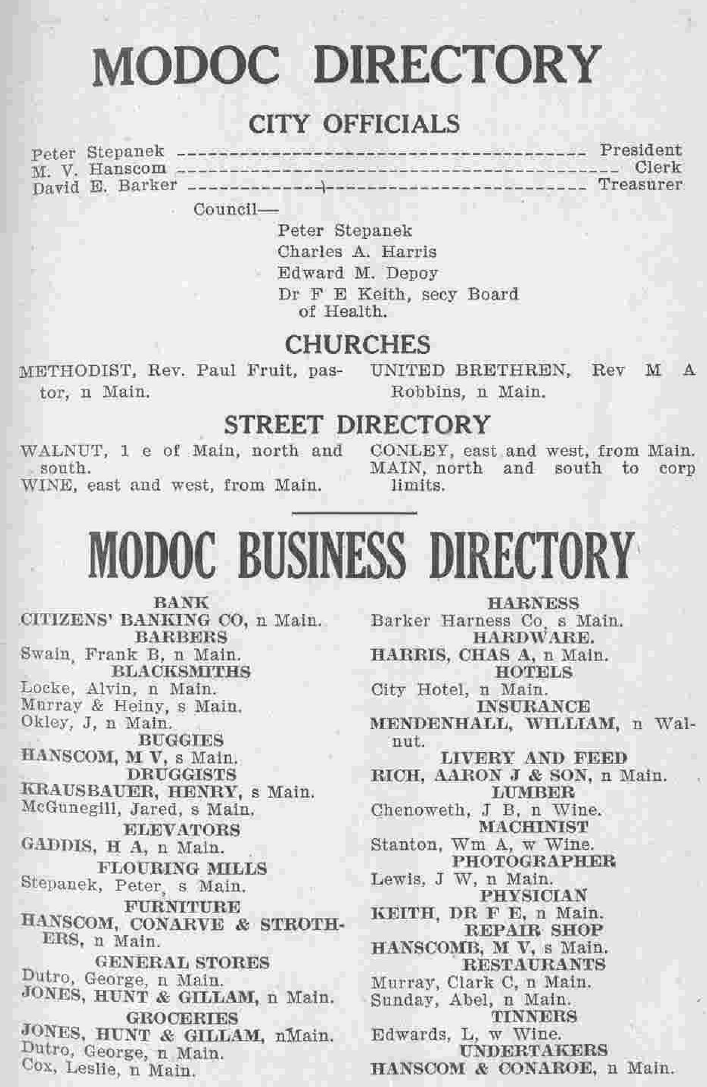 MODOC DIRECTORY
CITY OFFICIALS
Peter Stepanek ---------------------------------------- President
M. V. Hanscom ------------------------------------------- Clerk
David E. Barker ---------------------------------------- Treasurer
Council—
Peter Stepanek
Charles A. Harris
Edward M. Depoy
Dr F E Keith, secy Board
of Health.
CHURCHES
METHODIST, Rev. Paul Fruit, pas-
tor, n Main.
UNITED BRETHREN, Rev M A
Robbins, n Main.
STREET DIRECTORY
WALNUT, 1 e of Main, north and
south.
WINE, east and west, from Main.
CONLEY, east and west, from Main.
MAIN, north and south to corp
limits.
MODOC BUSINESS DIRECTORY
BANK
CITIZENS' BANKING CO, n Main.
BARBERS
Swain, Frank B, n Main.
BLACKSMITHS
Locke, Alvin, n Main.
Murray & Heiny, s Main.
Okley, J, n Main.
BUGGIES
HANSCOM, M V, s Main.
DRUGGISTS
KRAUSBAUER, HENRY, s Main.
McGunegill, Jared, s Main.
ELEVATORS
GADDIS, H A, n Main.
FLOURING MILLS
Stepanek, Peter, s Main.
FURNITURE
HANSCOM, CONARVE & STROTH-
ERS, n Main.
GENERAL STORES
Dutro, George, n Main.
JONES, HUNT & GILLAM, n Main.
GROCERIES
JONES, HUNT & GILLAM, nMain.
Dutro, George, n Main.
Cox, Leslie, n Main.
HARNESS
Barker Harness Co, s Main.
HARDWARE.
HARRIS, CHAS A, n Main.
HOTELS
City Hotel, n Main.
INSURANCE
MENDENHALL, WILLIAM, n Wal-
nut.
LIVERY AND FEED
RICH, AARON J & SON, n Main.
LUMBER
Chenoweth, J B, n Wine.
MACHINIST
Stanton, Wm A, w Wine.
PHOTOGRAPHER
Lewis, J W, n Main.
PHYSICIAN
KEITH, DR F E, n Main.
REPAIR SHOP
HANSCOMB, M V, s Main.
RESTAURANTS
Murray, Clark C, n Main.
Sunday, Abel, n Main.
TINNERS
Edwards, L, w Wine.
UNDERTAKERS
HANSCOM & CONAROE, n Main.